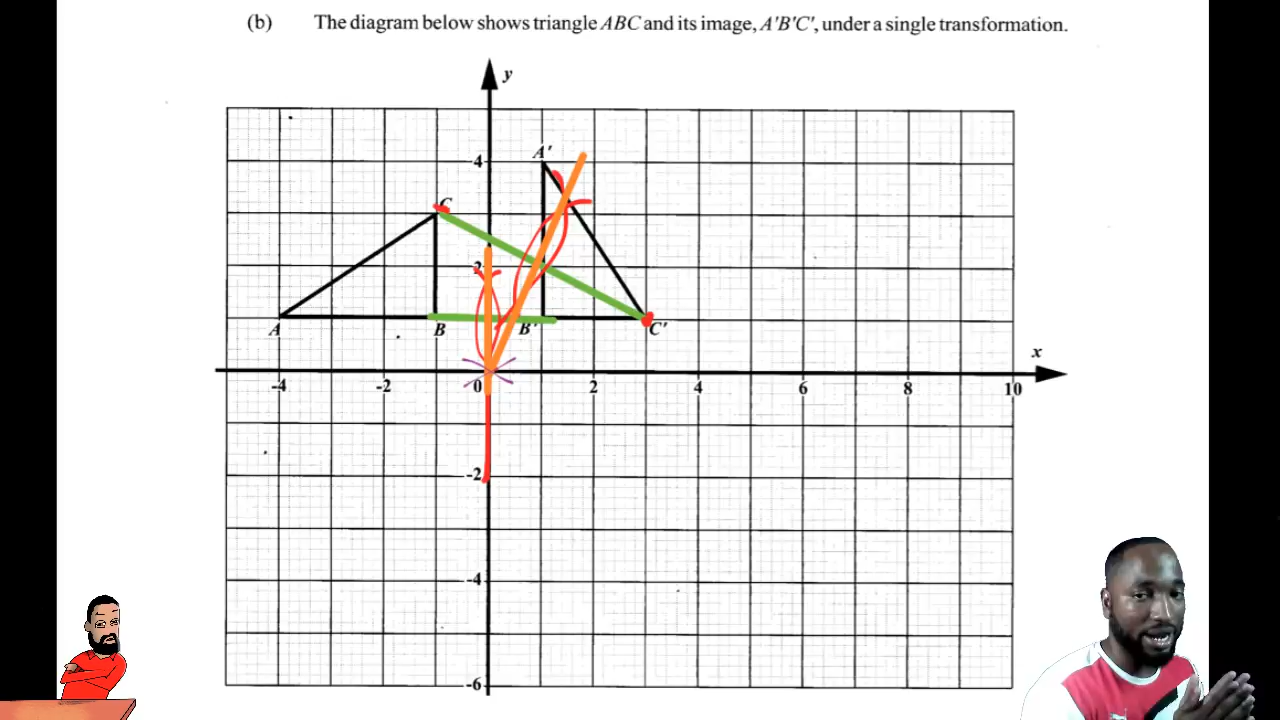 (b) The diagram below shows triangle ABC and its image, A'B'C', under a single transformation.
y
4
A'
C
2
A
B
B'
C'
x
-4
-2
0
2
4
6
8
10
-2
-4
-6